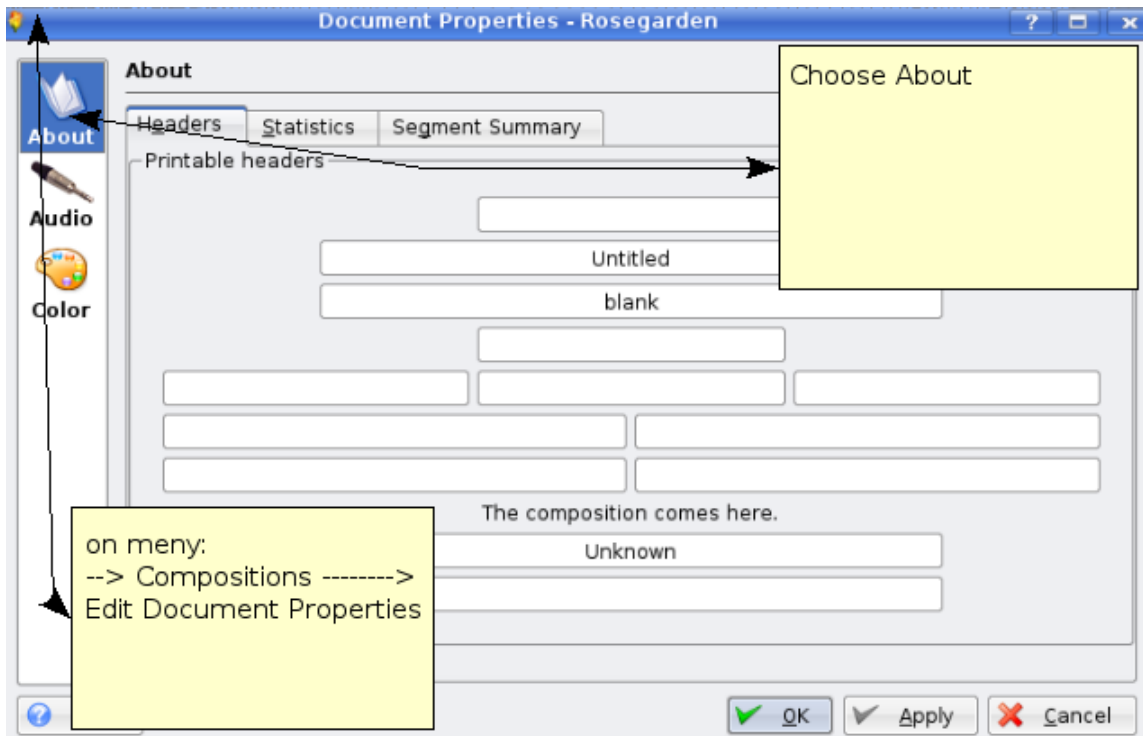 Document Properties - Rosegarden
?
About
Choose About
About
Headers Statistics Segment Summary
Printable headers
Audio
Untitled
Color
blank
The composition comes here.
on meny:
--> Compositions -------->
Edit Document Properties
Unknown
? 
OK Apply Cancel